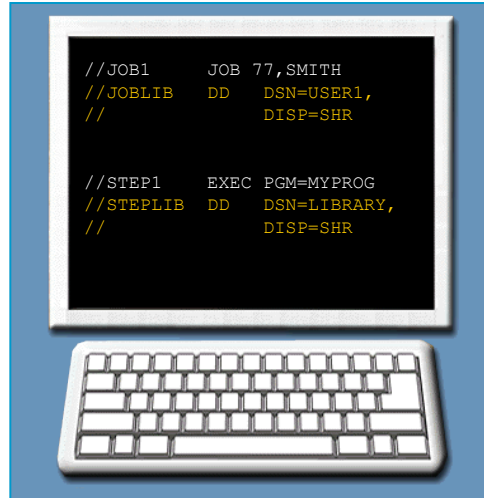 //JOB1     JOB 77,SMITH
//JOBLIB   DD   DSN=USER1,
//              DISP=SHR
//STEP1    EXEC PGM=MYPROG
//STEPLIB  DD   DSN=LIBRARY,
//              DISP=SHR